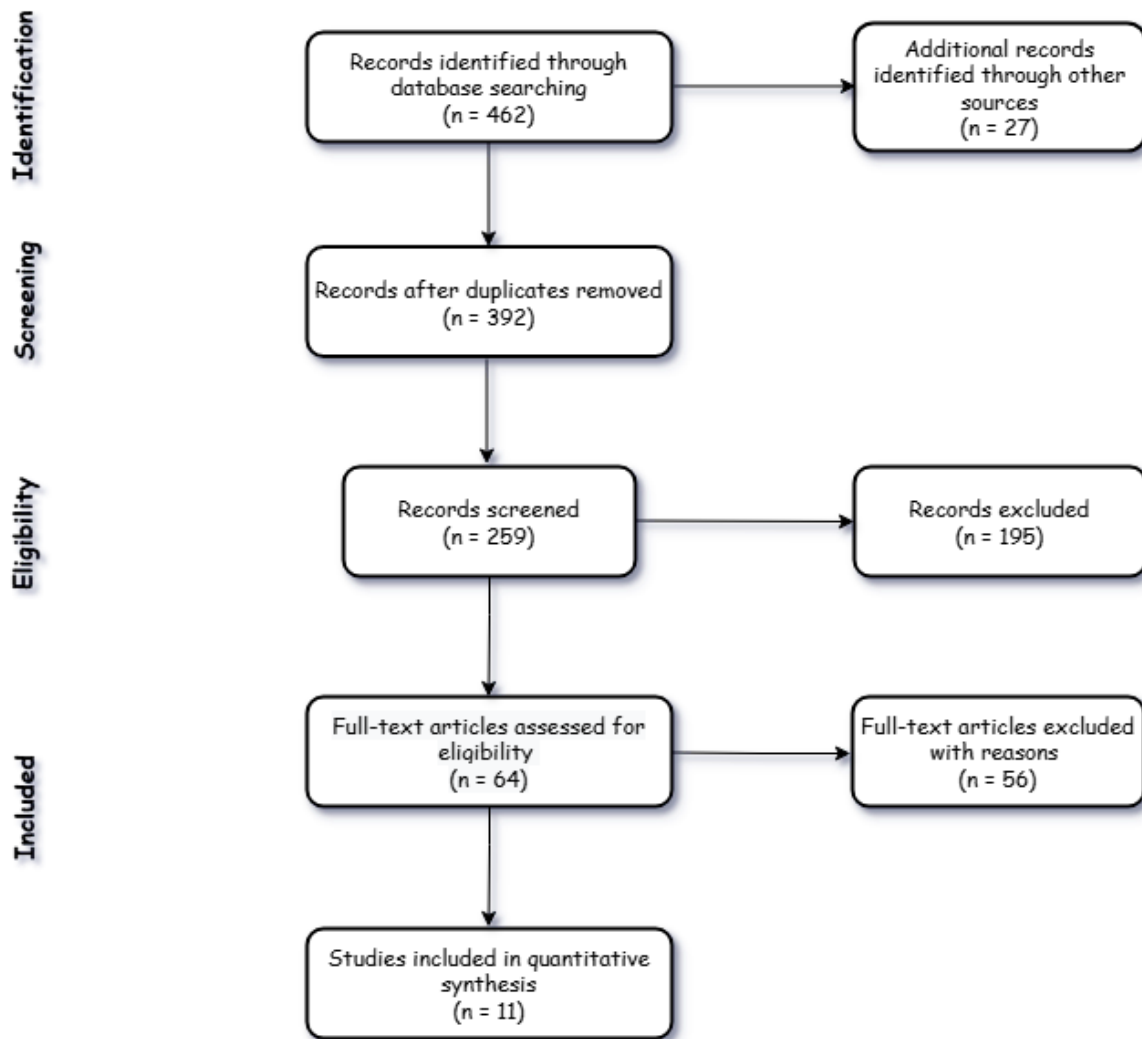 Identification
Records identified through
database searching
(n = 462)
Additional records
identified through other
sources
(n = 27)
Screening
Records after duplicates removed
(n = 392)
Eligibility
Records screened
(n = 259)
Records excluded
(n = 195)
Included
Full-text articles assessed for
eligibility
(n = 64)
Full-text articles excluded
with reasons
(n = 56)
Studies included in quantitative
synthesis
(n = 11)